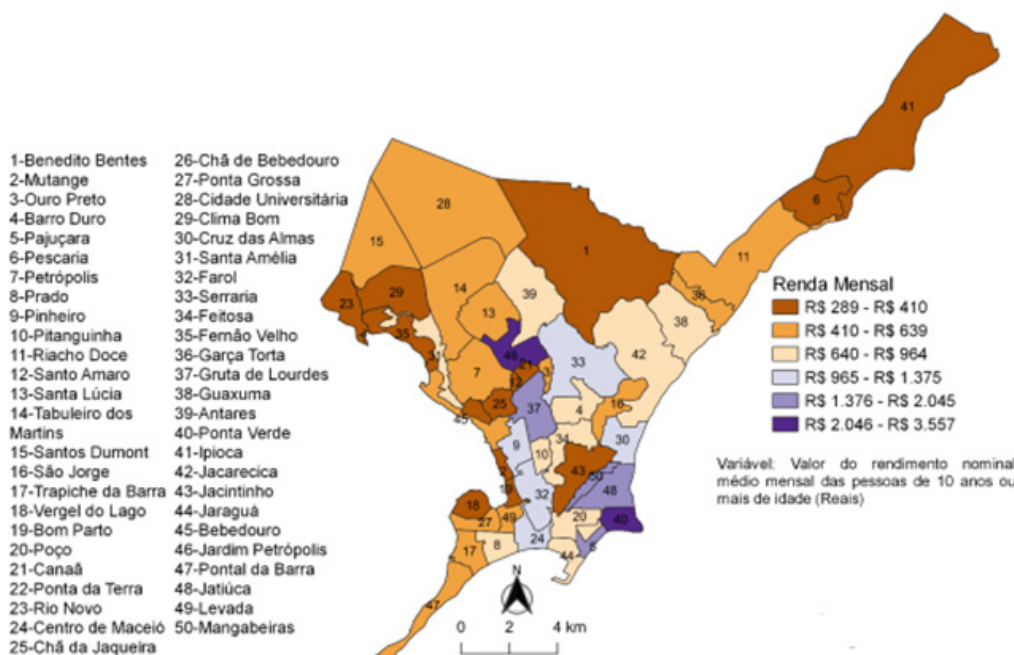 1-Benedito Bentes
2-Mutange
3-Ouro Preto
4-Barro Duro
5-Pajuçara
6-Pescaria
7-Petrópolis
8-Prado
9-Pinheiro
10-Pitanguinha
11-Riacho Doce
12-Santo Amaro
13-Santa Lúcia
14-Tabuleiro dos
Martins
15-Santos Dumont
16-São Jorge
17-Trapiche da Barra
18-Vergel do Lago
19-Bom Parto
20-Poço
21-Canaã
22-Ponta da Terra
23-Rio Novo
24-Centro de Maceió
25-Chã da Jaqueira
26-Chã de Bebedouro
27-Ponta Grossa
28-Cidade Universitária
29-Clima Bom
30-Cruz das Almas
31-Santa Amélia
32-Farol
33-Serraria
34-Feitosa
35-Fernão Velho
36-Garça Torta
37-Gruta de Lourdes
38-Guaxuma
39-Antares
40-Ponta Verde
41-Ipioca
42-Jacarecica
43-Jacintinho
44-Jaraguá
45-Bebedouro
46-Jardim Petrópolis
47-Pontal da Barra
48-Jatiúca
49-Levada
50-Mangabeiras
41
6
28
11
15
1
36
39
14
29
23
13
38
35
42
46
33
31
21
7
3
12
25
16
4
37
45
30
9
34
10
43
2
50
48
19
32
18
49
20
40
27
24
8
5
17
44
47
N
0 2 4 km
Renda Mensal
R$ 289 - R$ 410
R$ 410 - R$ 639
R$ 640 - R$ 964
R$ 965 - R$ 1.375
R$ 1.376 - R$ 2.045
R$ 2.046 - R$ 3.557
Variável: Valor do rendimento nominal
médio mensal das pessoas de 10 anos ou
mais de idade (Reais)